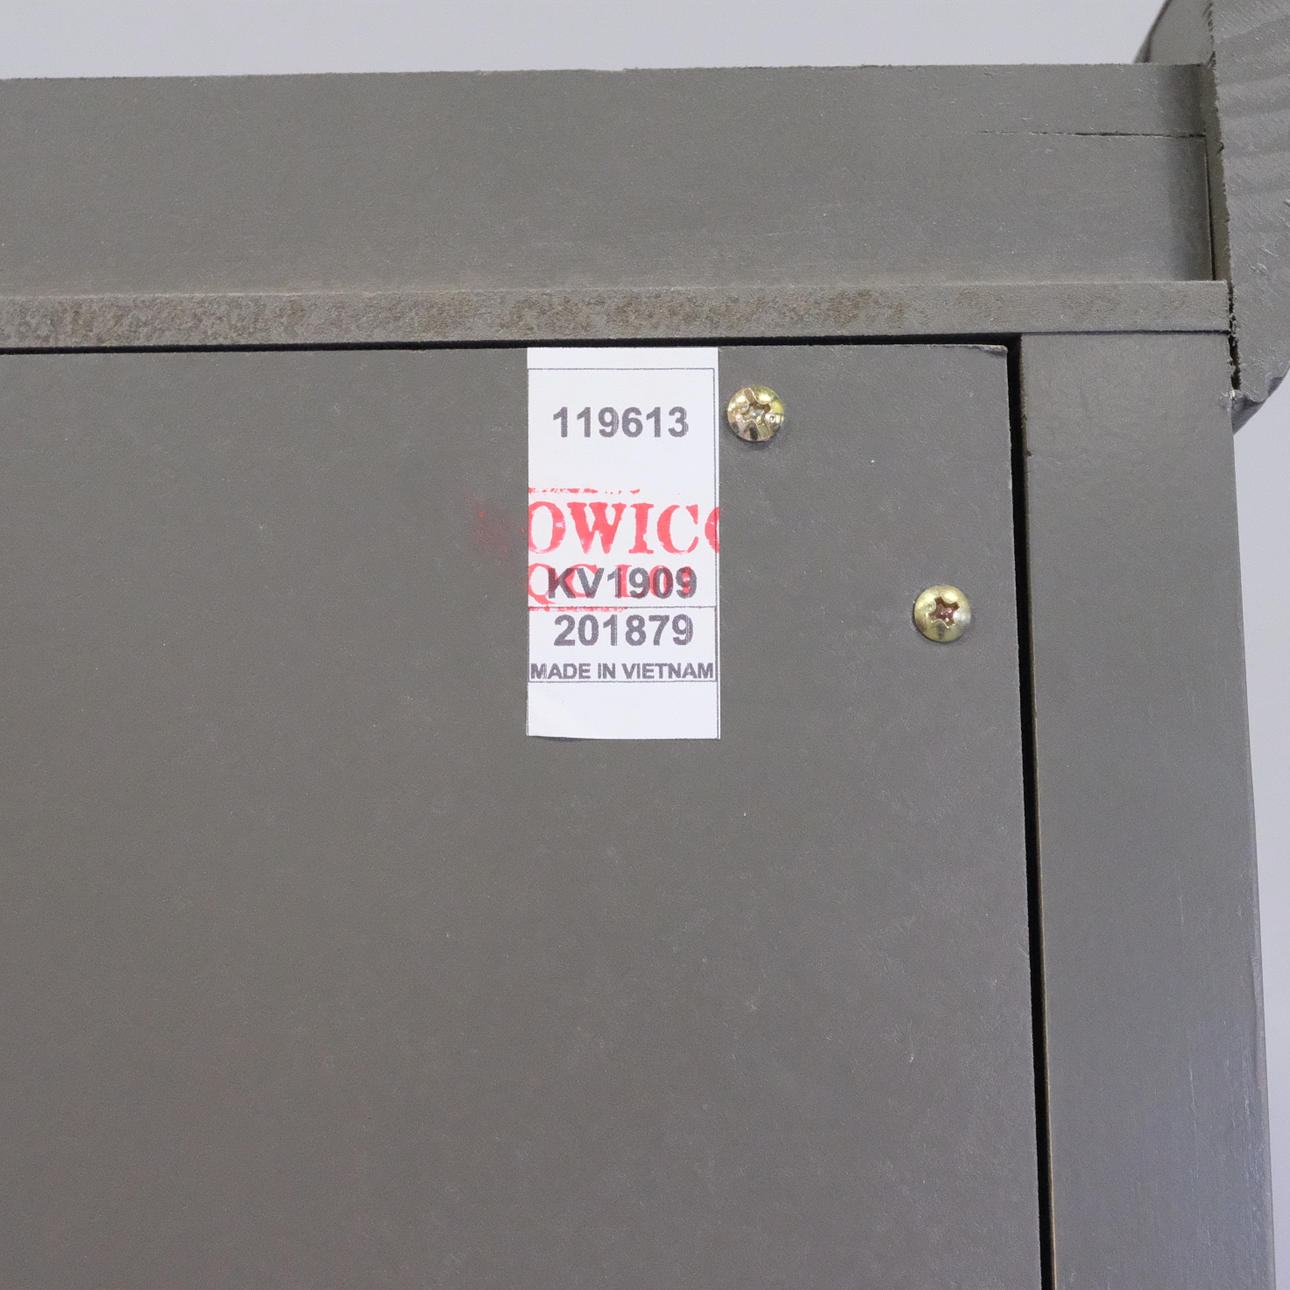 119613
OWICO
KV1909
201879
MADE IN VIETNAM